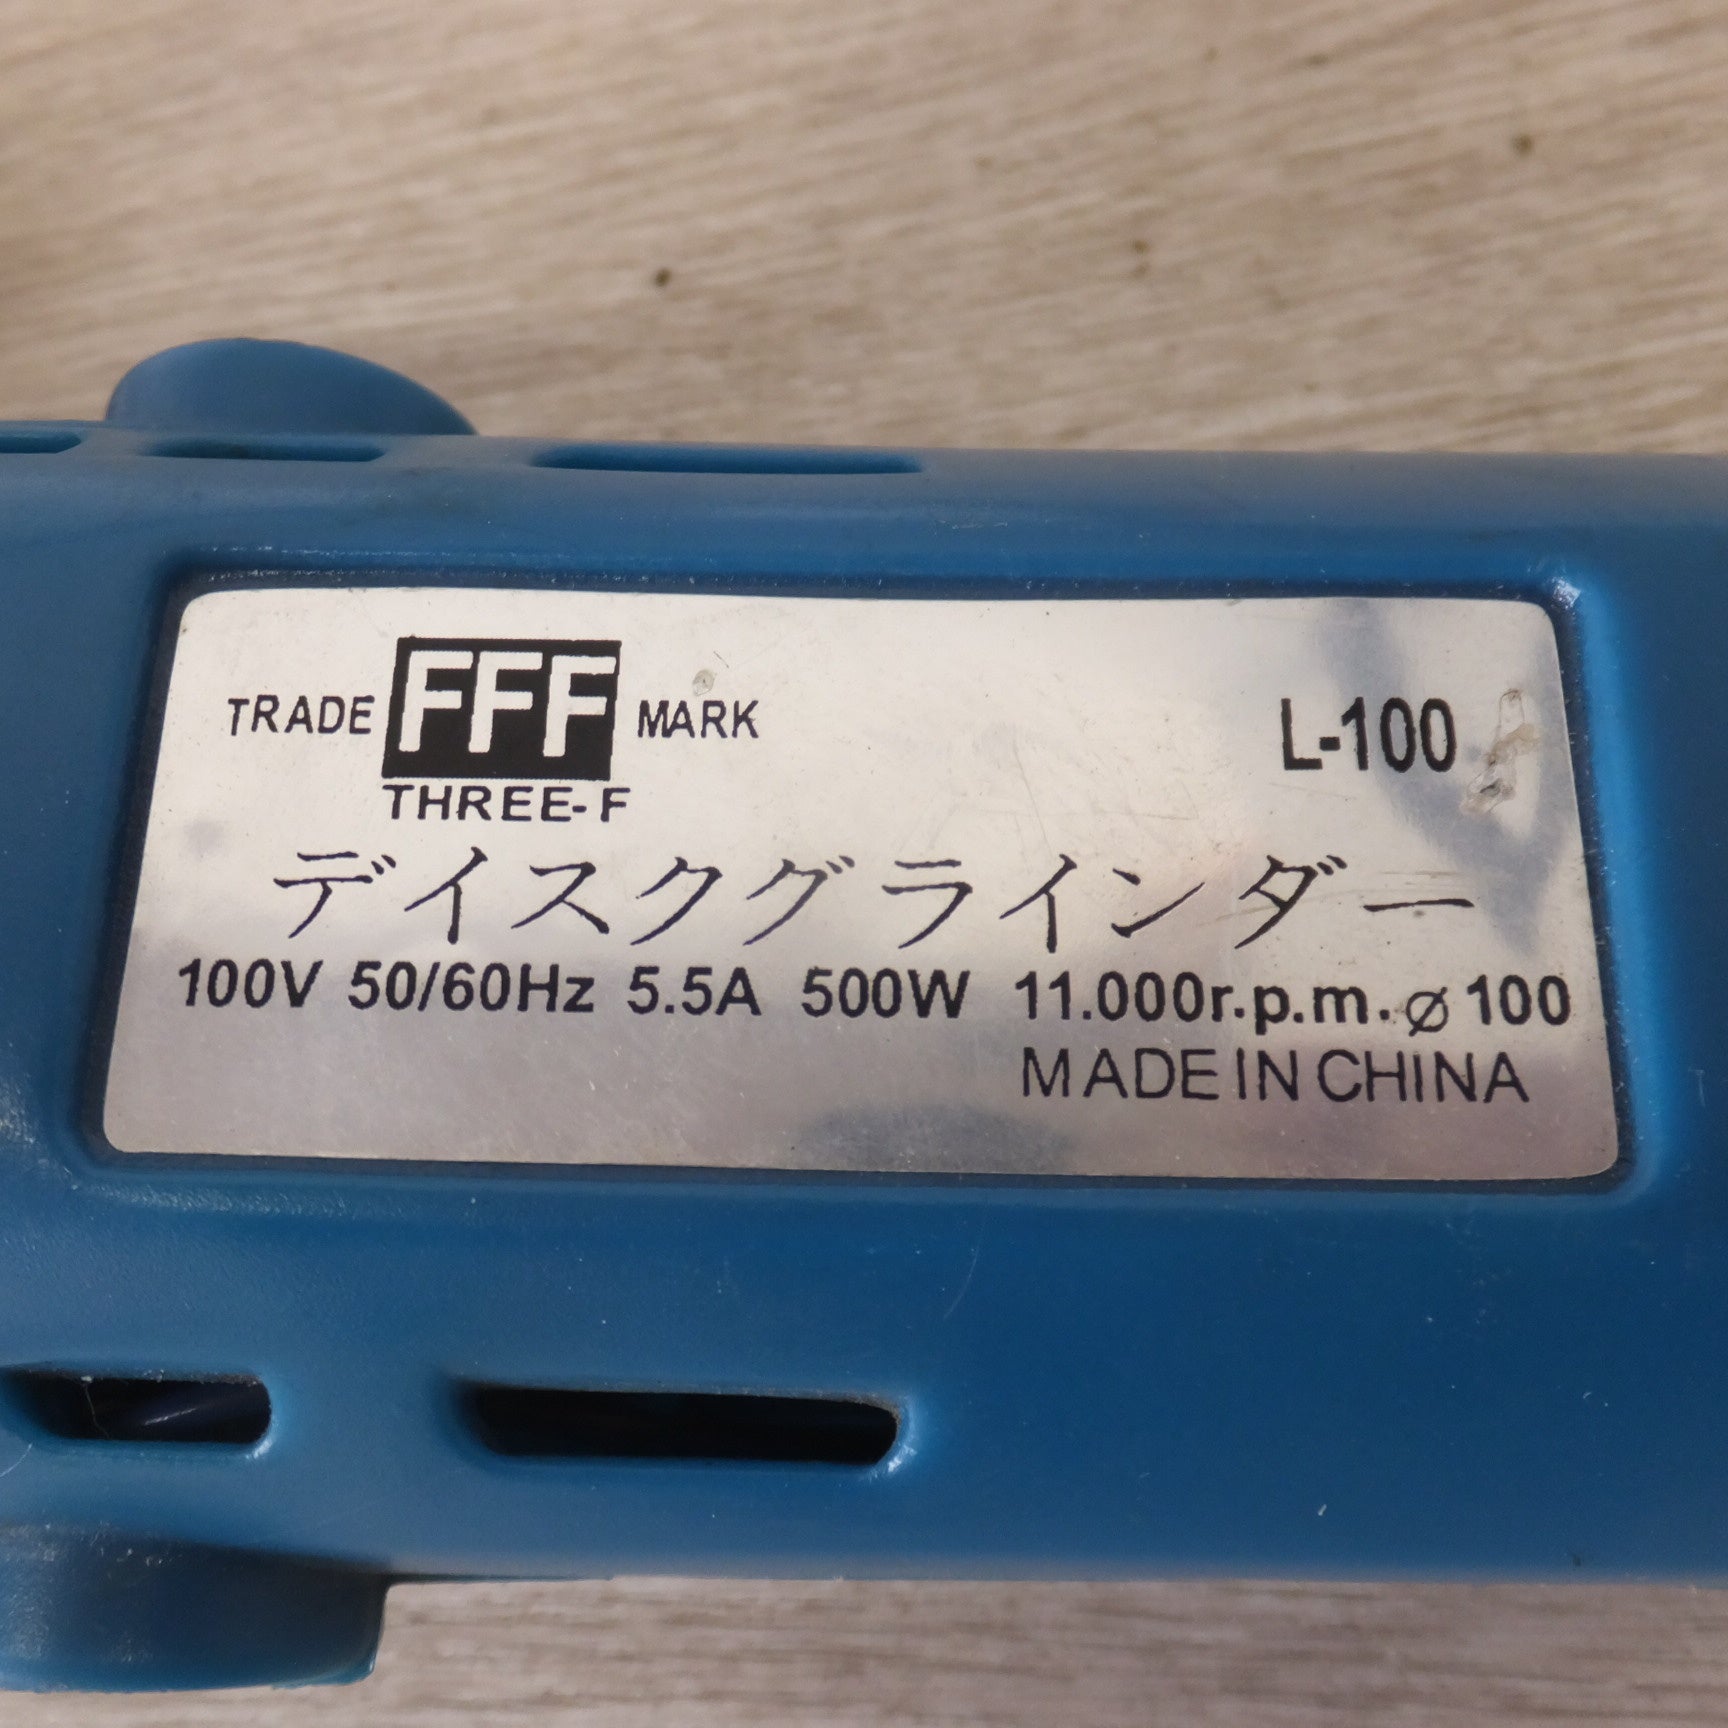 TRADE FFF MARK
THREE-F
L-100
デイスクグラインダー
100V 50/60Hz 5.5A 500W 11.000r.p.m. ⌀ 100
MADE IN CHINA